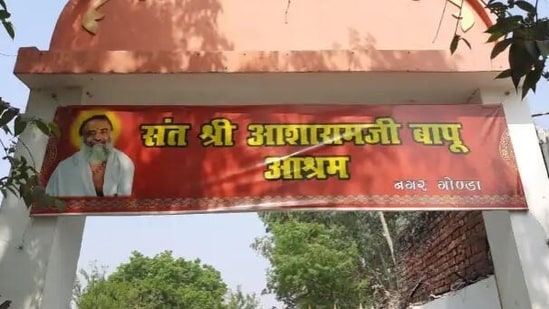 संत श्री आशारामजी बापू
आश्रम
नगर गोण्डा